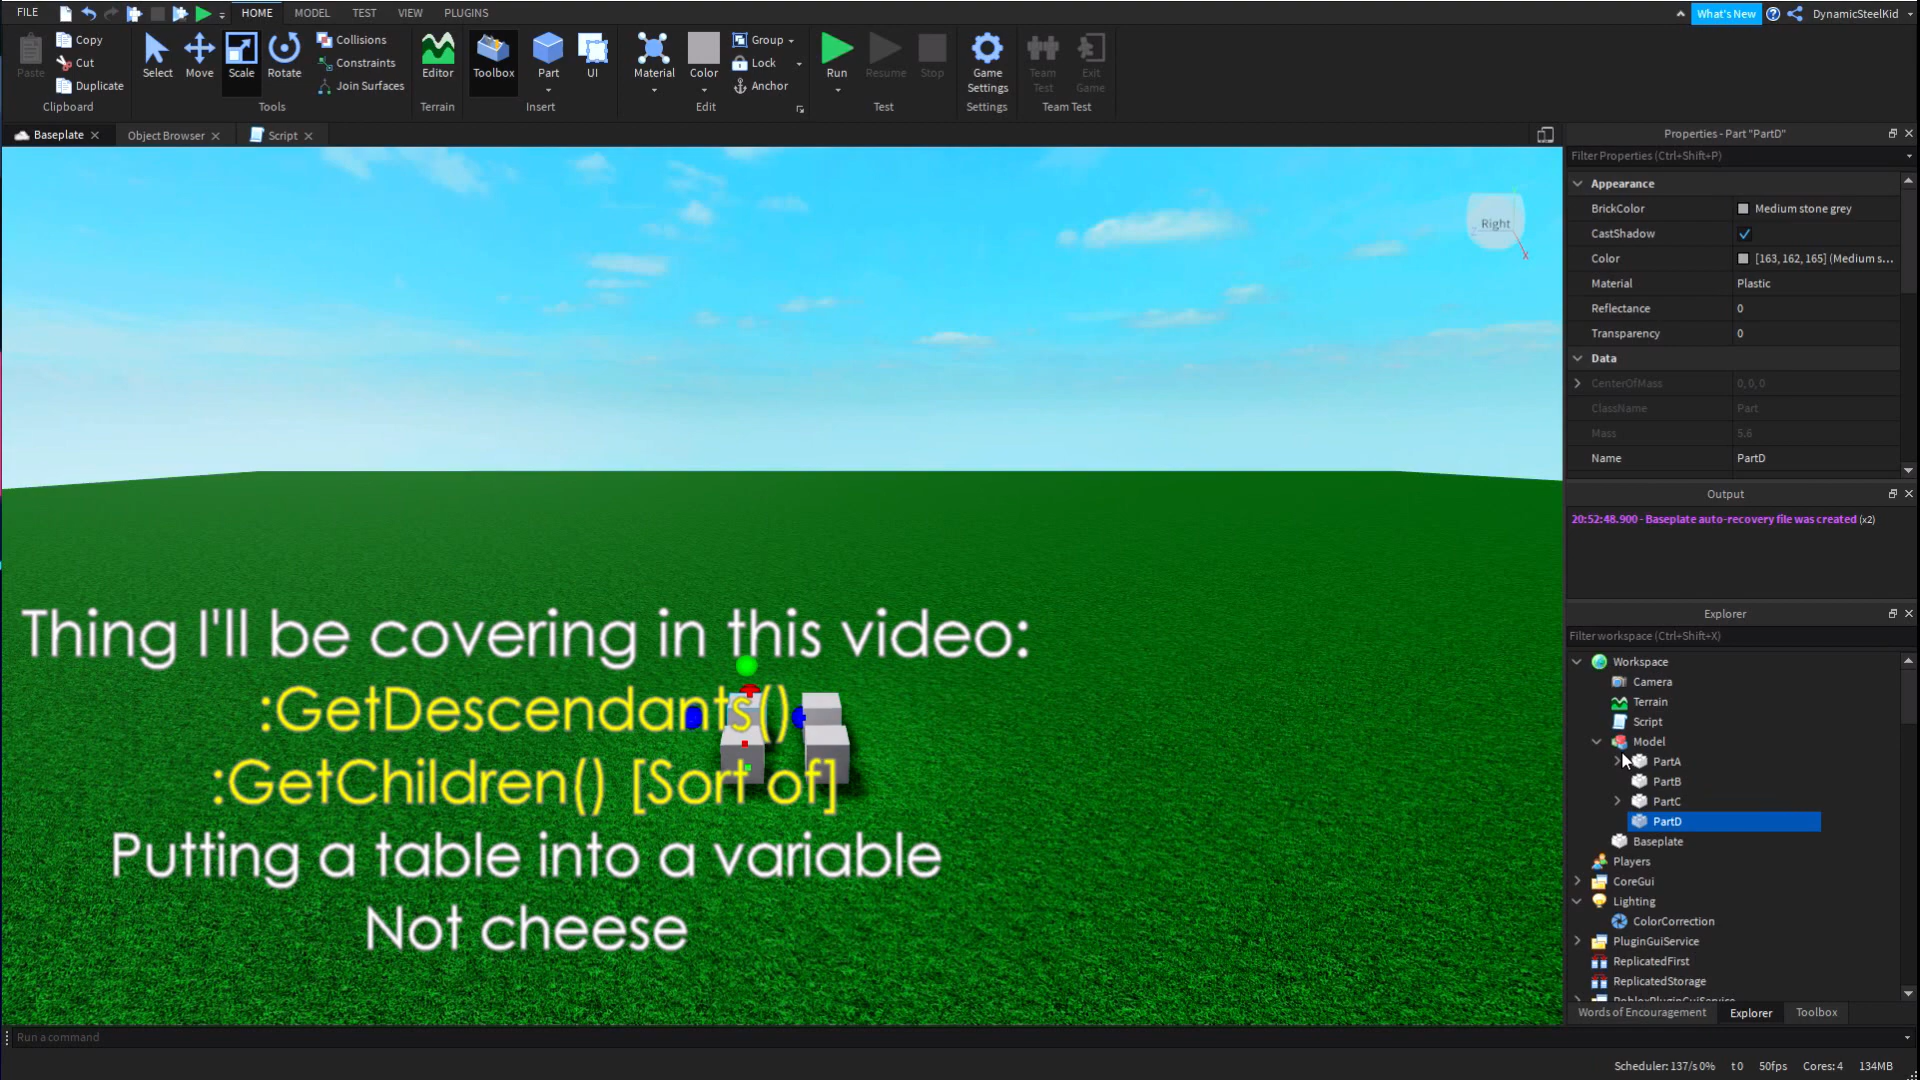 FILE
HOME
MODEL
TEST
VIEW
PLUGINS
What's New
DynamicSteelKid
Paste
Copy
Cut
Duplicate
Clipboard
Select
Move
Scale
Rotate
Collisions
Constraints
Join Surfaces
Tools
Editor
Terrain
Toolbox
Part
UI
Insert
Material
Color
Group
Lock
Anchor
Edit
Run
Resume
Stop
Test
Game Settings
Settings
Team Test
Exit Game
Team Test
Baseplate
Object Browser
Script
Right
Z
X
Thing I'll be covering in this video:
:GetDescendants()
:GetChildren() [Sort of]
Putting a table into a variable
Not cheese
Properties - Part "PartD"
Filter Properties (Ctrl+Shift+P)
Appearance
BrickColor Medium stone grey
CastShadow
Color [163, 162, 165] (Medium s...
Material Plastic
Reflectance 0
Transparency 0
Data
CenterOfMass 0, 0, 0
ClassName Part
Mass 5.6
Name PartD
Output
20:52:48.900 - Baseplate auto-recovery file was created (x2)
Explorer
Filter workspace (Ctrl+Shift+X)
Workspace
Camera
Terrain
Script
Model
PartA
PartB
PartC
PartD
Baseplate
Players
CoreGui
Lighting
ColorCorrection
PluginGuiService
ReplicatedFirst
ReplicatedStorage
RobloxPluginGuiService
Words of Encouragement
Explorer
Toolbox
Run a command
Scheduler: 137/s 0% t 0 50fps Cores: 4 134MB